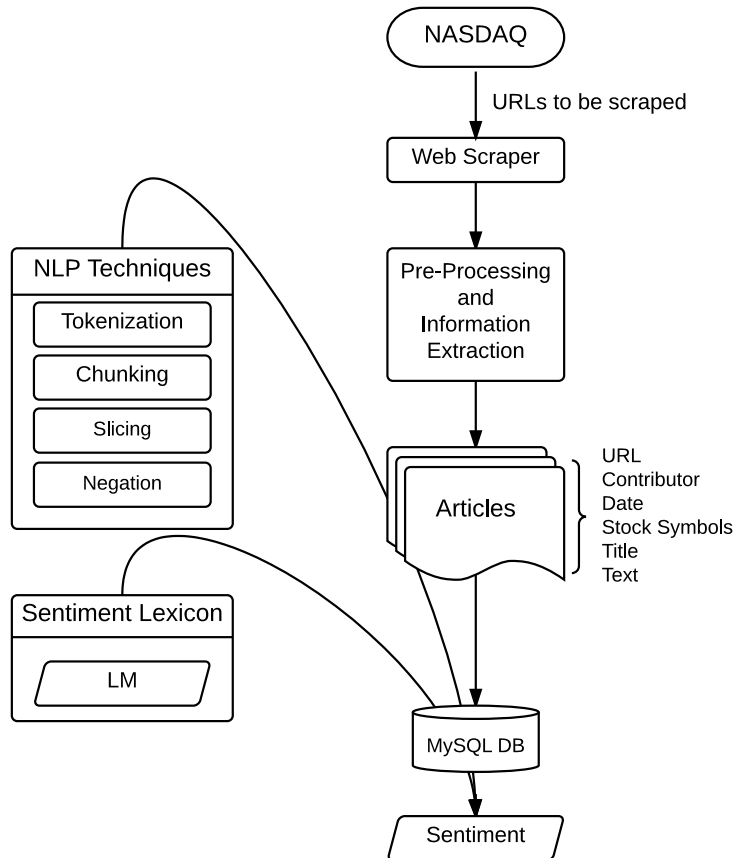 NASDAQ
URLs to be scraped
Web Scraper
Pre-Processing
and
Information
Extraction
NLP Techniques
Tokenization
Chunking
Slicing
Negation
Articles
URL
Contributor
Date
Stock Symbols
Title
Text
Sentiment Lexicon
LM
MySQL DB
Sentiment